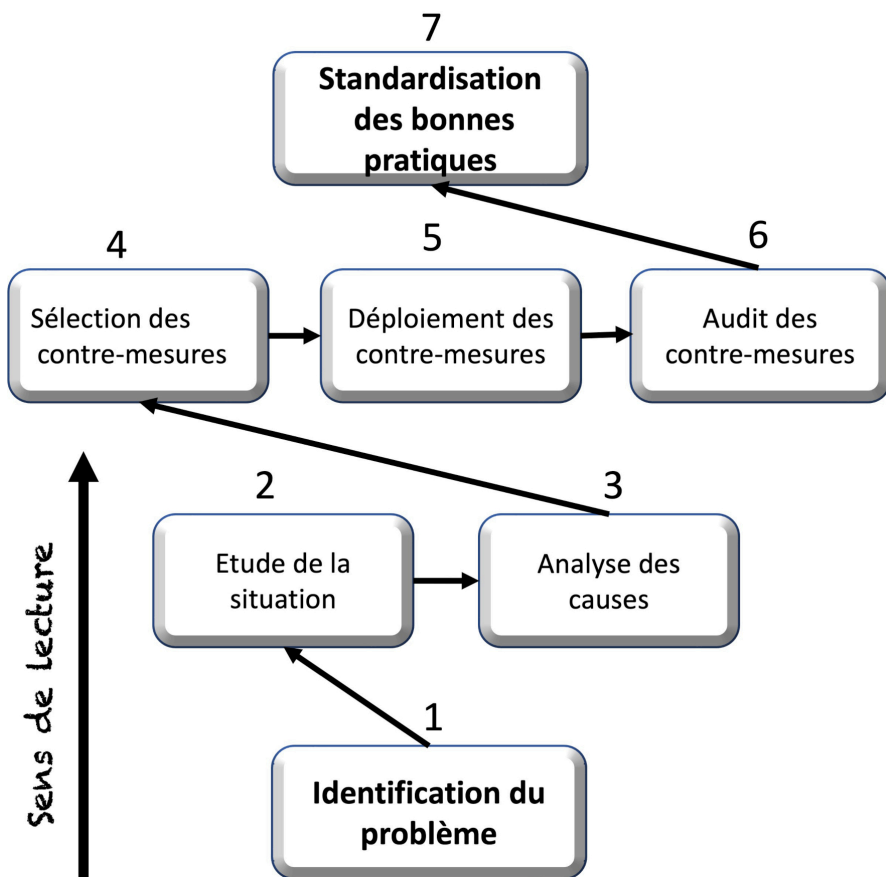 7
Standardisation
des bonnes
pratiques
4
5
6
Sélection des
contre-mesures
Déploiement des
contre-mesures
Audit des
contre-mesures
2
3
Etude de la
situation
Analyse des
causes
1
Identification du
problème
Sens de lecture